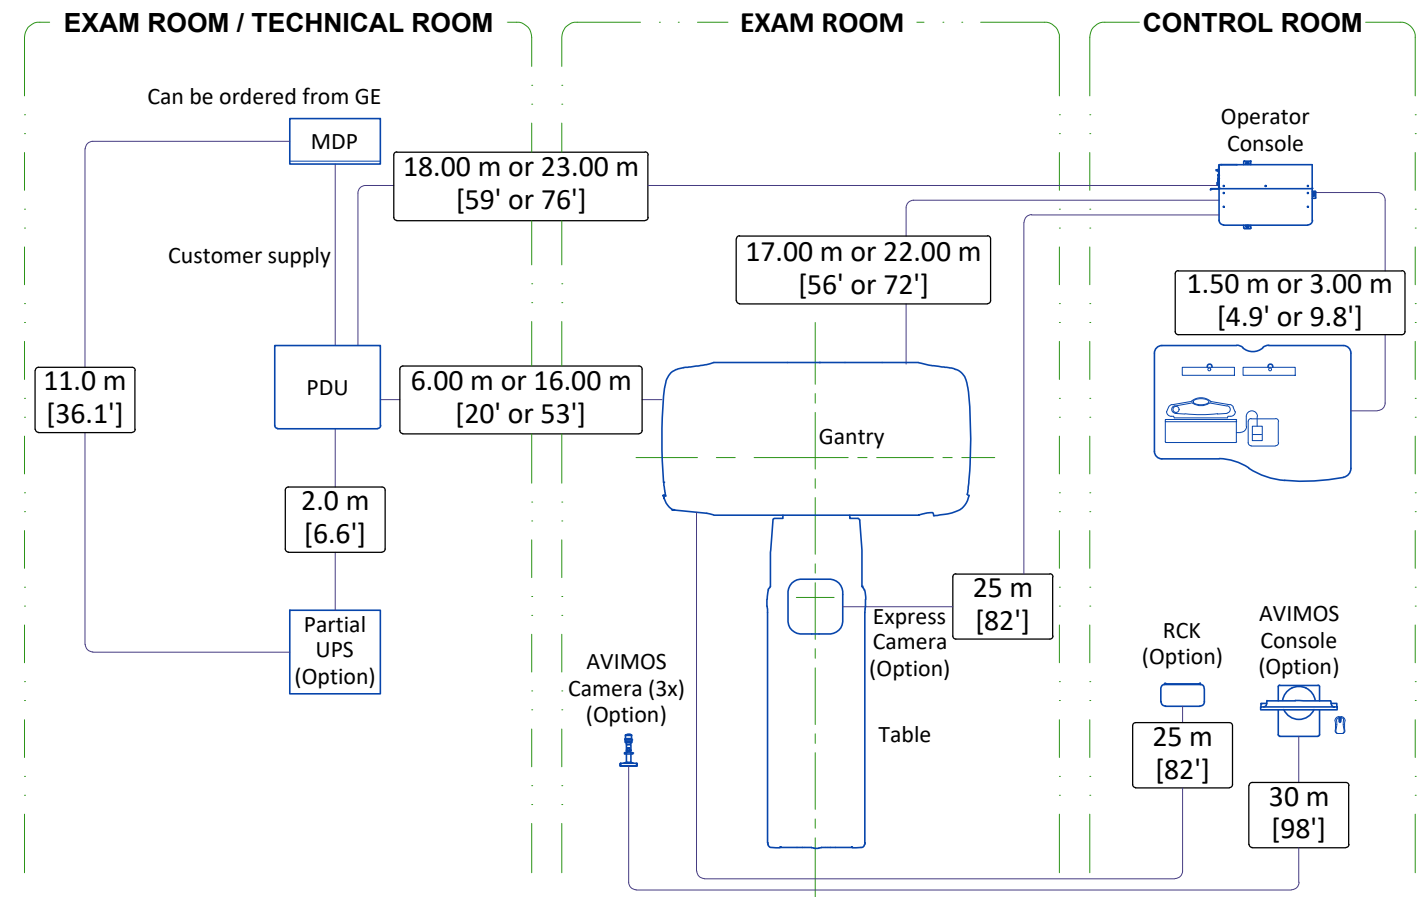 EXAM ROOM / TECHNICAL ROOM
EXAM ROOM
CONTROL ROOM
Can be ordered from GE
MDP
18.00 m or 23.00 m
[59' or 76']
Operator
Console
Customer supply
17.00 m or 22.00 m
[56' or 72']
1.50 m or 3.00 m
[4.9' or 9.8']
11.0 m
[36.1']
PDU
6.00 m or 16.00 m
[20' or 53']
Gantry
2.0 m
[6.6']
25 m
[82']
Express
Camera
(Option)
Partial
UPS
(Option)
AVIMOS
Camera (3x)
(Option)
RCK
(Option)
AVIMOS
Console
(Option)
Table
25 m
[82']
30 m
[98']